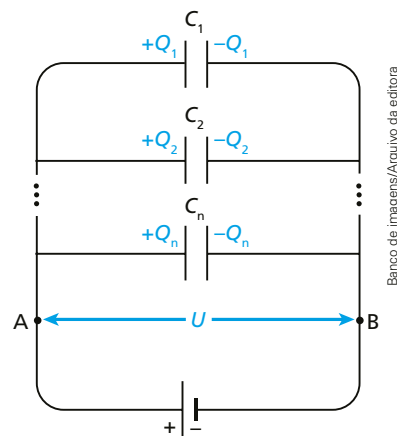 C₁
+Q₁ −Q₁
C₂
+Q₂ −Q₂
Cₙ
+Qₙ −Qₙ
A U B
+ −
Banco de imagens/Arquivo da editora